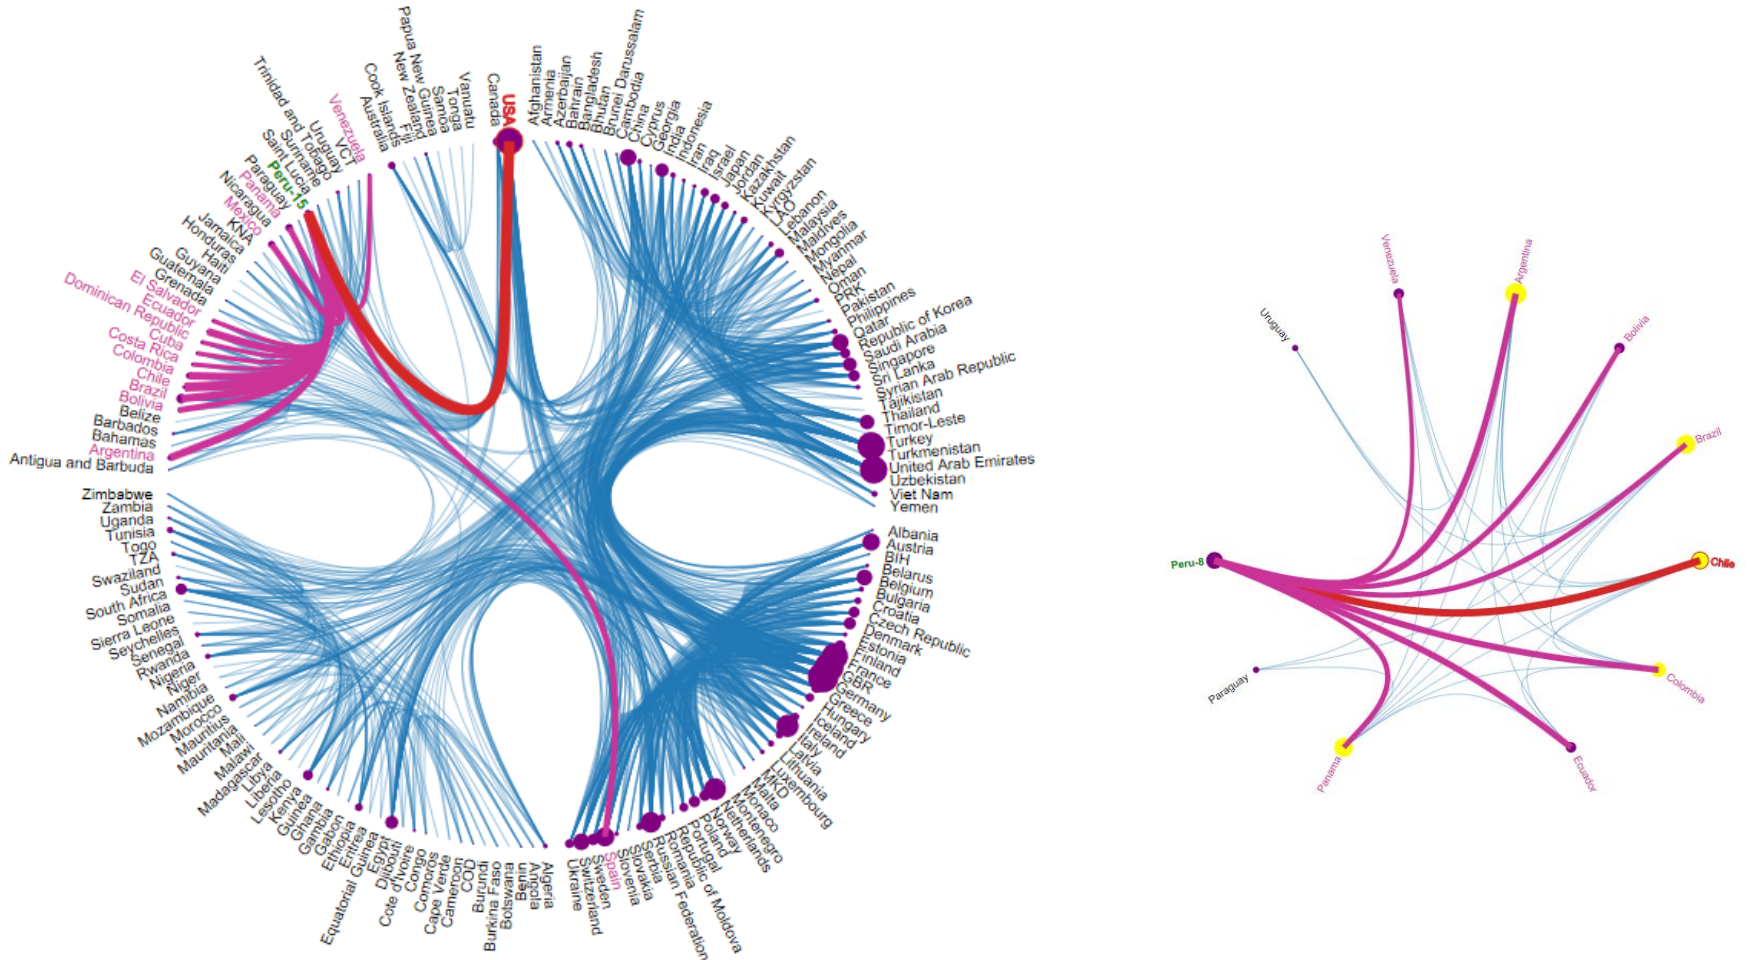 Afghanistan
Armenia
Azerbaijan
Bahrain
Bangladesh
Bhutan
Brunei Darussalam
Cambodia
China
Cyprus
Georgia
India
Indonesia
Iran
Iraq
Israel
Japan
Jordan
Kazakhstan
Kuwait
Kyrgyzstan
LAO
Lebanon
Malaysia
Maldives
Mongolia
Myanmar
Nepal
Oman
PRK
Pakistan
Philippines
Qatar
Republic of Korea
Saudi Arabia
Singapore
Sri Lanka
Syrian Arab Republic
Tajikistan
Thailand
Timor-Leste
Turkey
Turkmenistan
United Arab Emirates
Uzbekistan
Viet Nam
Yemen
Albania
Austria
BIH
Belarus
Belgium
Bulgaria
Croatia
Czech Republic
Denmark
Estonia
Finland
France
GBR
Germany
Greece
Hungary
Iceland
Ireland
Italy
Latvia
Lithuania
Luxembourg
MKD
Malta
Monaco
Montenegro
Netherlands
Norway
Poland
Portugal
Republic of Moldova
Romania
Russian Federation
Serbia
Slovakia
Slovenia
Spain
Sweden
Switzerland
Ukraine
Algeria
Angola
Benin
Botswana
Burkina Faso
Burundi
COD
Cameroon
Cape Verde
Comoros
Congo
Cote d'Ivoire
Djibouti
Egypt
Equatorial Guinea
Eritrea
Ethiopia
Gabon
Gambia
Ghana
Guinea
Kenya
Lesotho
Liberia
Libya
Madagascar
Malawi
Mali
Mauritania
Mauritius
Morocco
Mozambique
Namibia
Niger
Nigeria
Rwanda
Senegal
Seychelles
Sierra Leone
Somalia
South Africa
Sudan
Swaziland
TZA
Togo
Tunisia
Uganda
Zambia
Zimbabwe
Antigua and Barbuda
Argentina
Bahamas
Barbados
Belize
Bolivia
Brazil
Chile
Colombia
Costa Rica
Cuba
Dominican Republic
Ecuador
El Salvador
Grenada
Guatemala
Guyana
Haiti
Honduras
Jamaica
KNA
Mexico
Nicaragua
Panama
Paraguay
Peru-15
Saint Lucia
Suriname
Trinidad and Tobago
Uruguay
VCT
Venezuela
Australia
Cook Islands
Fiji
New Zealand
Papua New Guinea
Samoa
Tonga
Vanuatu
Canada
USA
Venezuela
Argentina
Uruguay
Bolivia
Brazil
Peru-8
Chile
Paraguay
Colombia
Panama
Ecuador